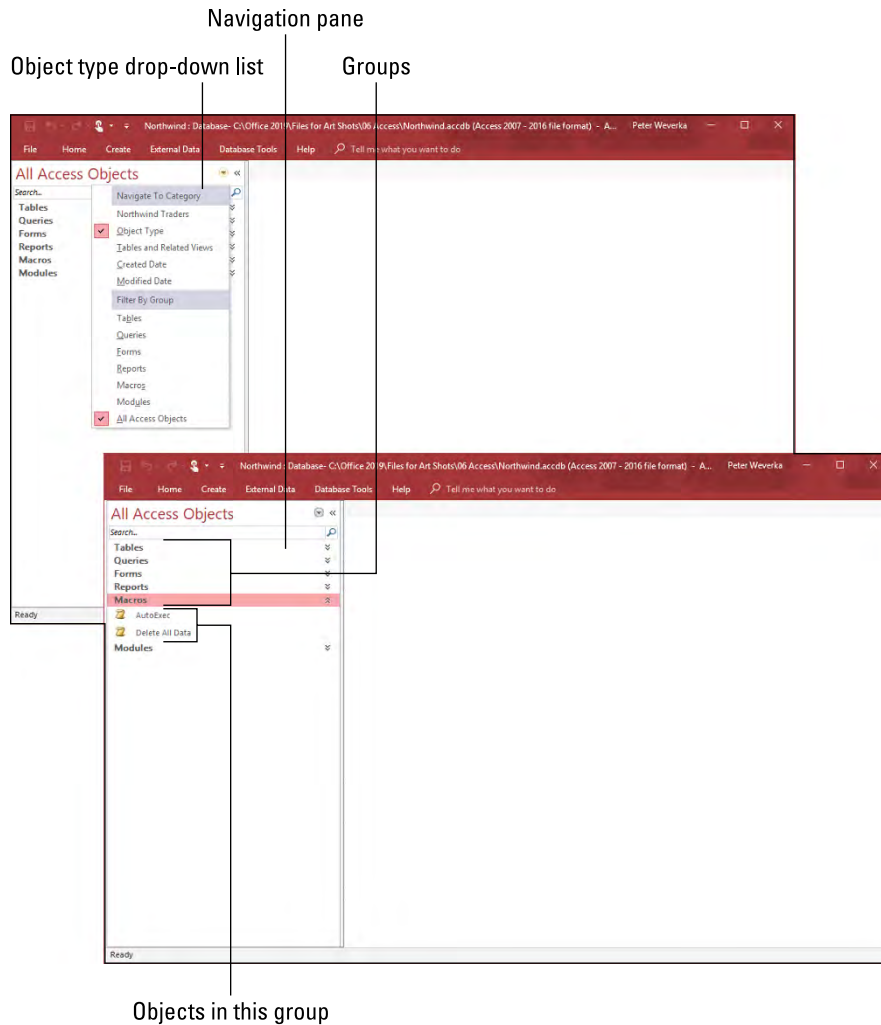 Navigation pane
Object type drop-down list
Groups
Northwind : Database- C:\Office 2019\Files for Art Shots\06 Access\Northwind.accdb (Access 2007 - 2016 file format) - A... Peter Weverka
File Home Create External Data Database Tools Help Tell me what you want to do
All Access Objects
Search...
Tables
Queries
Forms
Reports
Macros
Modules
Navigate To Category
Northwind Traders
Object Type
Tables and Related Views
Created Date
Modified Date
Filter By Group
Tables
Queries
Forms
Reports
Macros
Modules
All Access Objects
Ready
Northwind : Database- C:\Office 2019\Files for Art Shots\06 Access\Northwind.accdb (Access 2007 - 2016 file format) - A... Peter Weverka
File Home Create External Data Database Tools Help Tell me what you want to do
All Access Objects
Search...
Tables
Queries
Forms
Reports
Macros
AutoExec
Delete All Data
Modules
Ready
Objects in this group